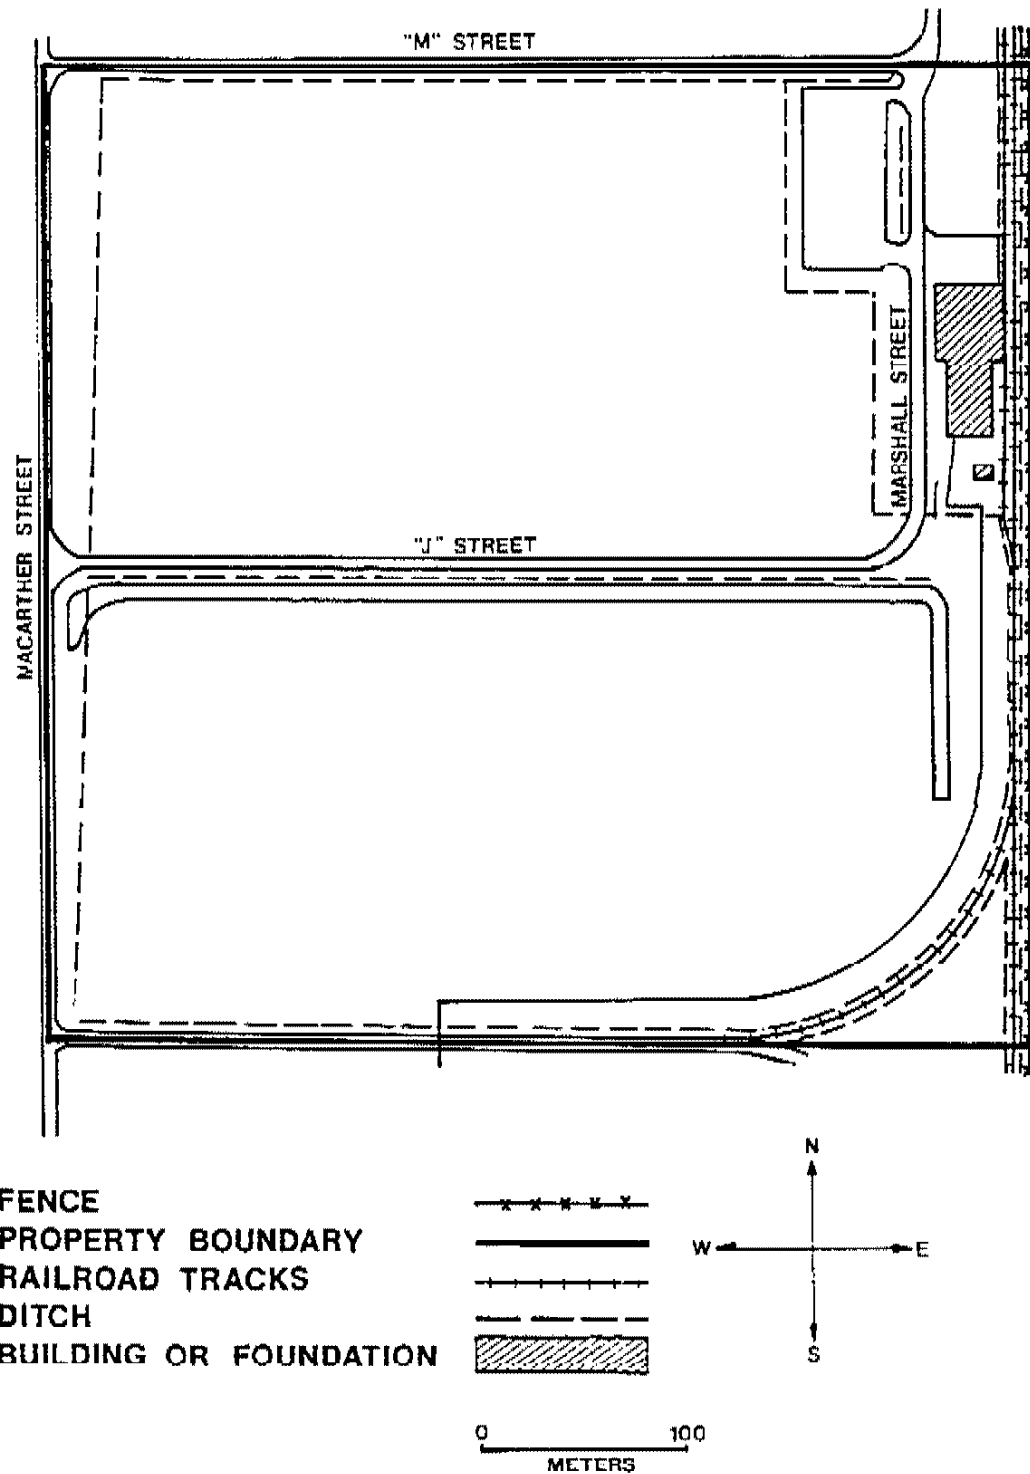 "M" STREET
MARSHALL STREET
MACARTHER STREET
"J" STREET
N
W E
S
FENCE
PROPERTY BOUNDARY
RAILROAD TRACKS
DITCH
BUILDING OR FOUNDATION
0 100
METERS